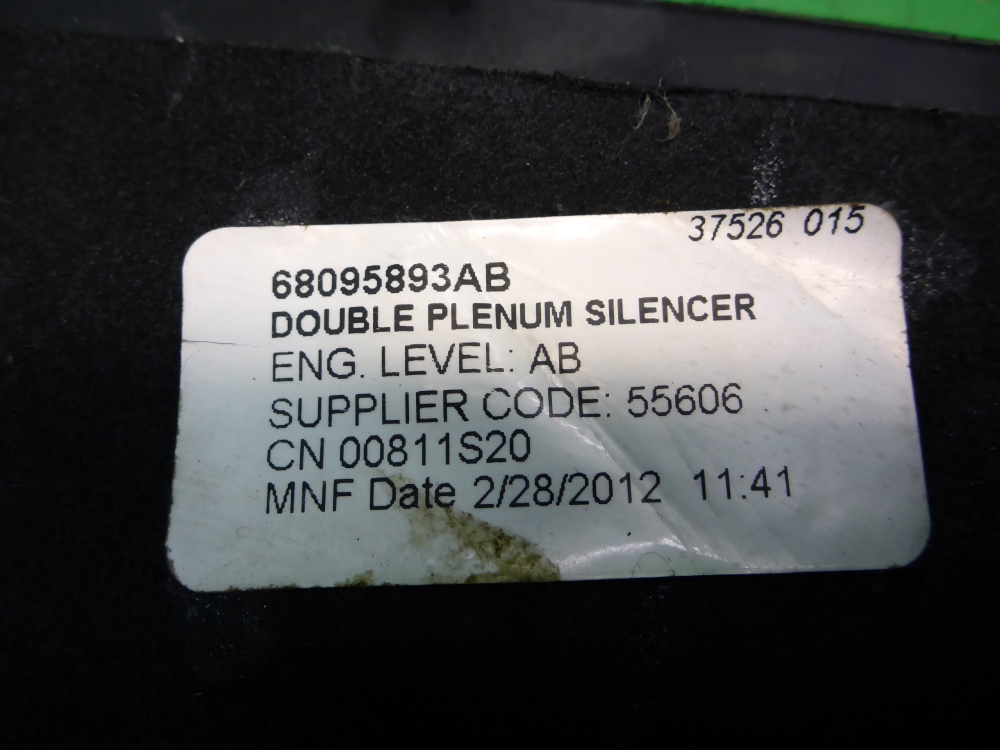 37526 015
68095893AB
DOUBLE PLENUM SILENCER
ENG. LEVEL: AB
SUPPLIER CODE: 55606
CN 00811S20
MNF Date 2/28/2012 11:41